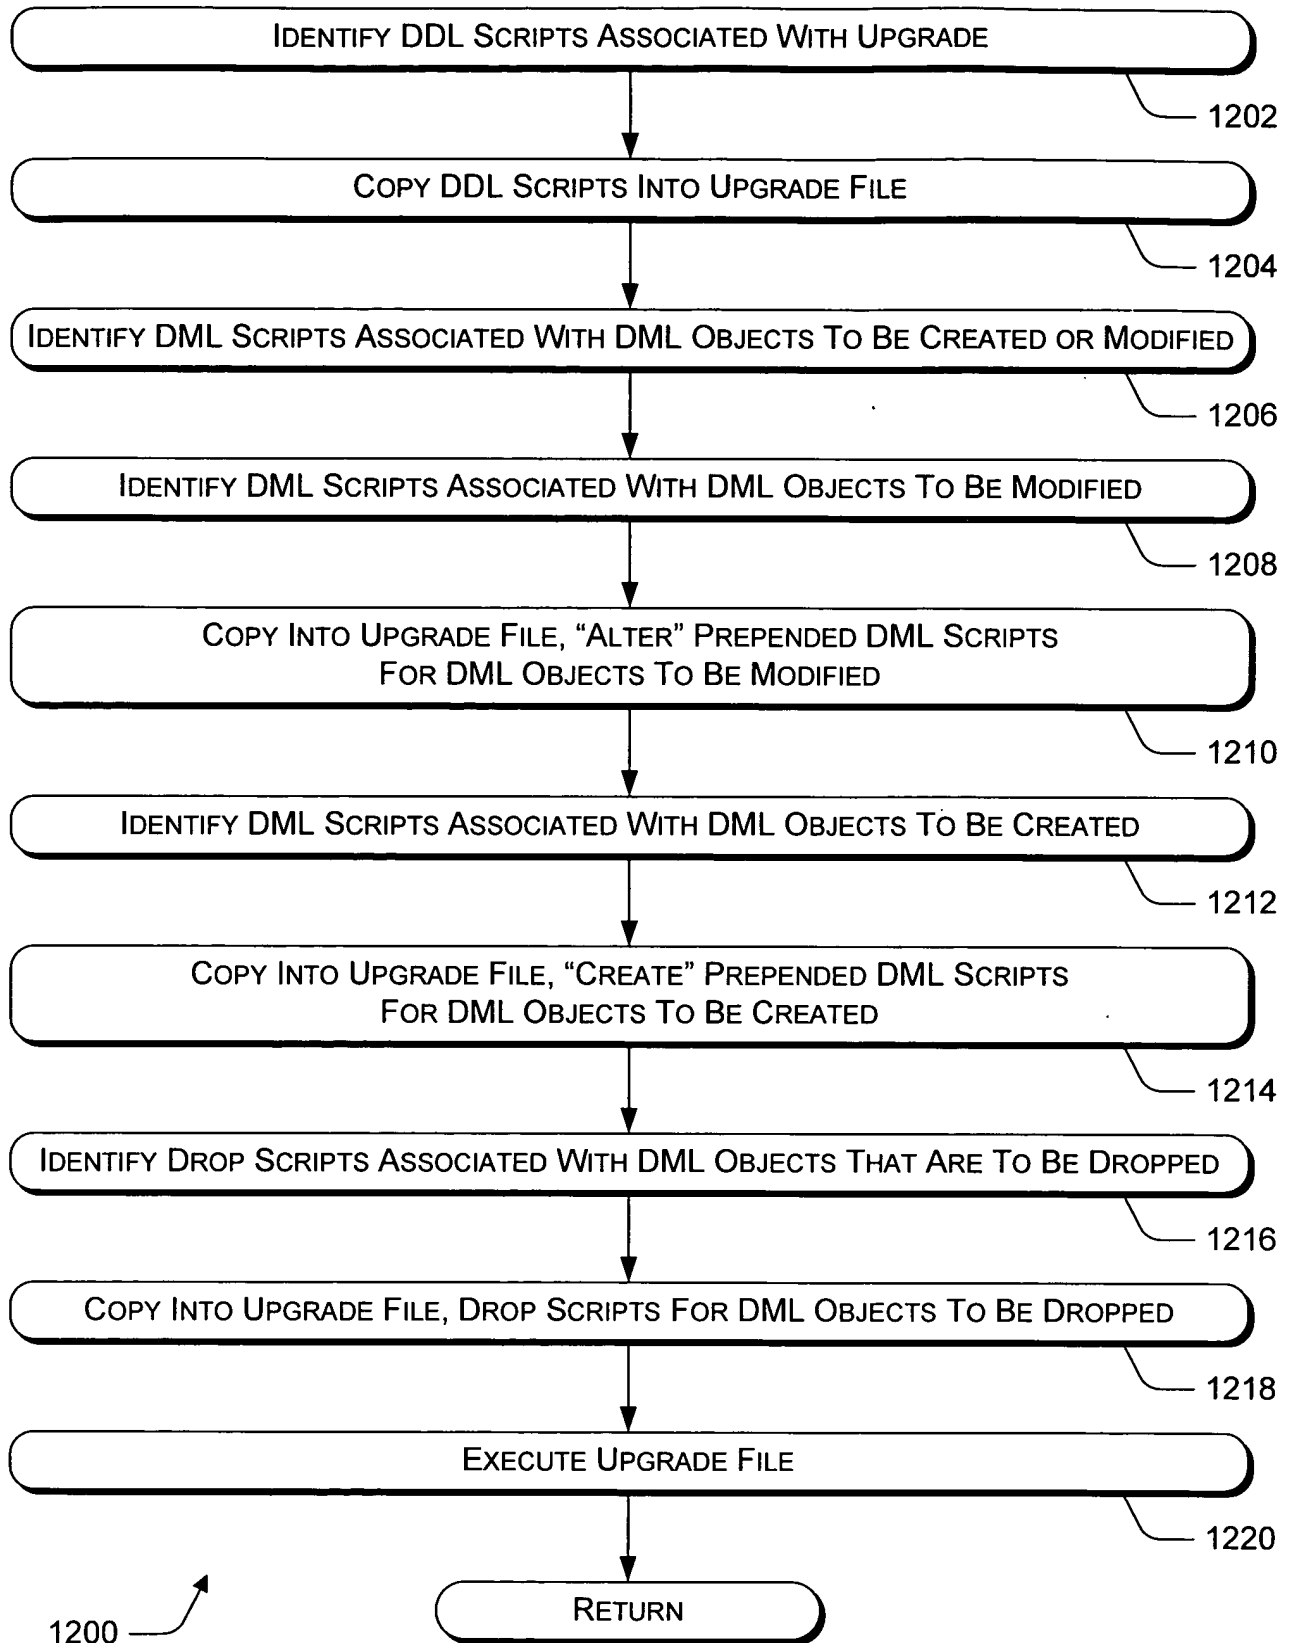 IDENTIFY DDL SCRIPTS ASSOCIATED WITH UPGRADE
1202
COPY DDL SCRIPTS INTO UPGRADE FILE
1204
IDENTIFY DML SCRIPTS ASSOCIATED WITH DML OBJECTS TO BE CREATED OR MODIFIED
1206
IDENTIFY DML SCRIPTS ASSOCIATED WITH DML OBJECTS TO BE MODIFIED
1208
COPY INTO UPGRADE FILE, “ALTER” PREPENDED DML SCRIPTS
FOR DML OBJECTS TO BE MODIFIED
1210
IDENTIFY DML SCRIPTS ASSOCIATED WITH DML OBJECTS TO BE CREATED
1212
COPY INTO UPGRADE FILE, “CREATE” PREPENDED DML SCRIPTS
FOR DML OBJECTS TO BE CREATED
1214
IDENTIFY DROP SCRIPTS ASSOCIATED WITH DML OBJECTS THAT ARE TO BE DROPPED
1216
COPY INTO UPGRADE FILE, DROP SCRIPTS FOR DML OBJECTS TO BE DROPPED
1218
EXECUTE UPGRADE FILE
1220
RETURN
1200